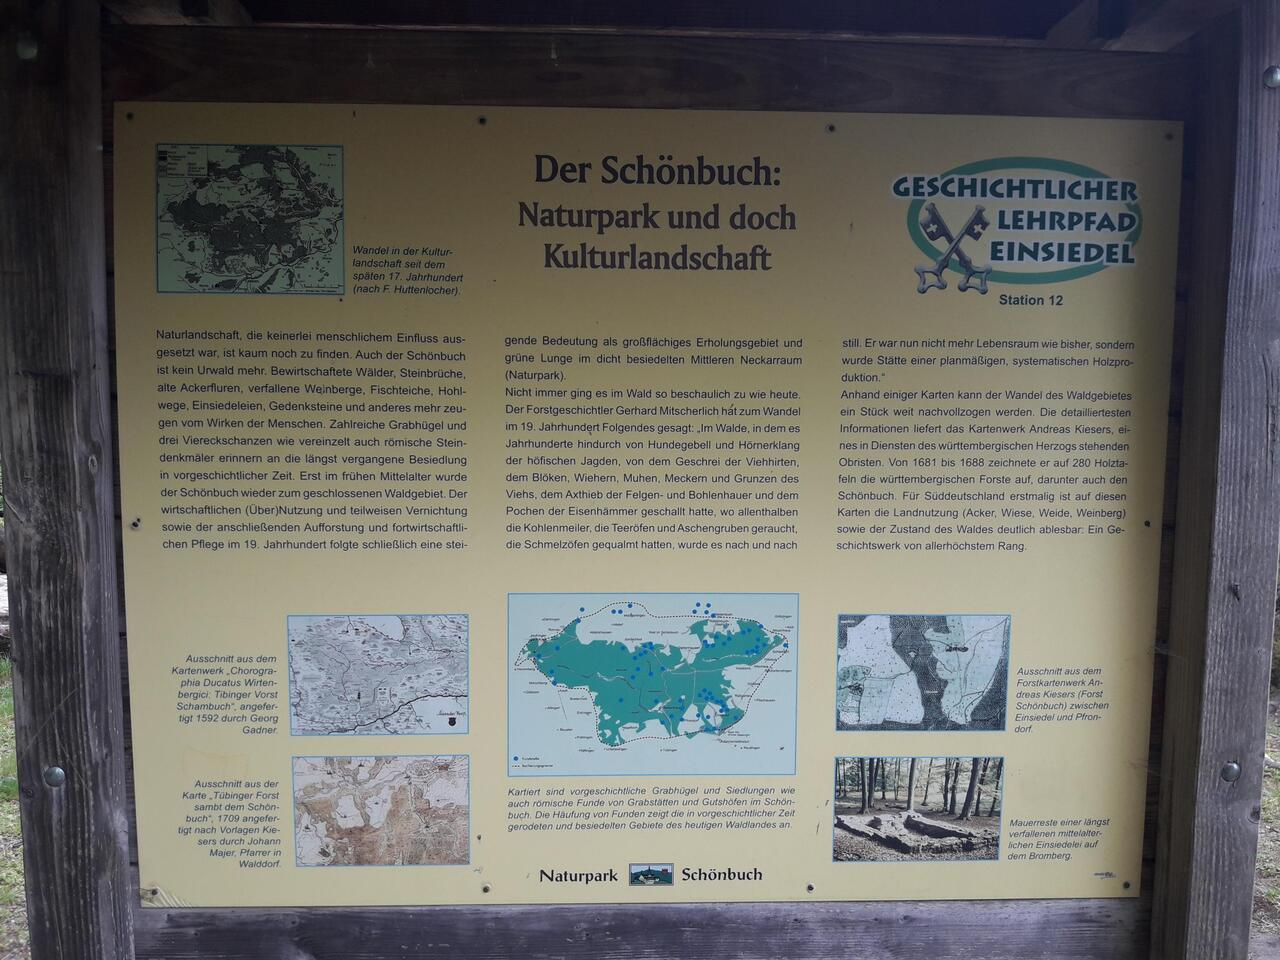 Der Schönbuch:
Naturpark und doch
Kulturlandschaft
GESCHICHTLICHER
LEHRPFAD
EINSIEDEL
Station 12
Wandel in der Kultur-
landschaft seit dem
späten 17. Jahrhundert
(nach F. Huttenlocher).
Naturlandschaft, die keinerlei menschlichem Einfluss aus-
gesetzt war, ist kaum noch zu finden. Auch der Schönbuch
ist kein Urwald mehr. Bewirtschaftete Wälder, Steinbrüche,
alte Ackerfluren, verfallene Weinberge, Fischteiche, Hohl-
wege, Einsiedeleien, Gedenksteine und anderes mehr zeu-
gen vom Wirken der Menschen. Zahlreiche Grabhügel und
drei Viereckschanzen wie vereinzelt auch römische Stein-
denkmäler erinnern an die längst vergangene Besiedlung
in vorgeschichtlicher Zeit. Erst im frühen Mittelalter wurde
der Schönbuch wieder zum geschlossenen Waldgebiet. Der
wirtschaftlichen (Über)Nutzung und teilweisen Vernichtung
sowie der anschließenden Aufforstung und fortwirtschaftli-
chen Pflege im 19. Jahrhundert folgte schließlich eine stei-
gende Bedeutung als großflächiges Erholungsgebiet und
grüne Lunge im dicht besiedelten Mittleren Neckarraum
(Naturpark).
Nicht immer ging es im Wald so beschaulich zu wie heute.
Der Forstgeschichtler Gerhard Mitscherlich hat zum Wandel
im 19. Jahrhundert Folgendes gesagt: „Im Walde, in dem es
Jahrhunderte hindurch von Hundegebell und Hörnerklang
der höfischen Jagden, von dem Geschrei der Viehhirten,
dem Blöken, Wiehern, Muhen, Meckern und Grunzen des
Viehs, dem Axthieb der Felgen- und Bohlenhauer und dem
Pochen der Eisenhämmer geschallt hatte, wo allenthalben
die Kohlenmeiler, die Teeröfen und Aschengruben geraucht,
die Schmelzöfen gequalmt hatten, wurde es nach und nach
still. Er war nun nicht mehr Lebensraum wie bisher, sondern
wurde Stätte einer planmäßigen, systematischen Holzpro-
duktion.“
Anhand einiger Karten kann der Wandel des Waldgebietes
ein Stück weit nachvollzogen werden. Die detailliertesten
Informationen liefert das Kartenwerk Andreas Kiesers, ei-
nes in Diensten des württembergischen Herzogs stehenden
Obristen. Von 1681 bis 1688 zeichnete er auf 280 Holzta-
feln die württembergischen Forste auf, darunter auch den
Schönbuch. Für Süddeutschland erstmalig ist auf diesen
Karten die Landnutzung (Acker, Wiese, Weide, Weinberg)
sowie der Zustand des Waldes deutlich ablesbar: Ein Ge-
schichtswerk von allerhöchstem Rang.
Ausschnitt aus dem
Kartenwerk „Chorogra-
phia Ducatus Wirten-
bergici: Tibinger Vorst
Schambuch“, angefer-
tigt 1592 durch Georg
Gadner.
Ausschnitt aus der
Karte „Tübinger Forst
sambt dem Schön-
buch“, 1709 angefer-
tigt nach Vorlagen Kie-
sers durch Johann
Majer, Pfarrer in
Walddorf.
Kartiert sind vorgeschichtliche Grabhügel und Siedlungen wie
auch römische Funde von Grabstätten und Gutshöfen im Schön-
buch. Die Häufung von Funden zeigt die in vorgeschichtlicher Zeit
gerodeten und besiedelten Gebiete des heutigen Waldlandes an.
Ausschnitt aus dem
Forstkartenwerk An-
dreas Kiesers (Forst
Schönbuch) zwischen
Einsiedel und Pfron-
dorf.
Mauerreste einer längst
verfallenen mittelalter-
lichen Einsiedelei auf
dem Bromberg.
Naturpark Schönbuch